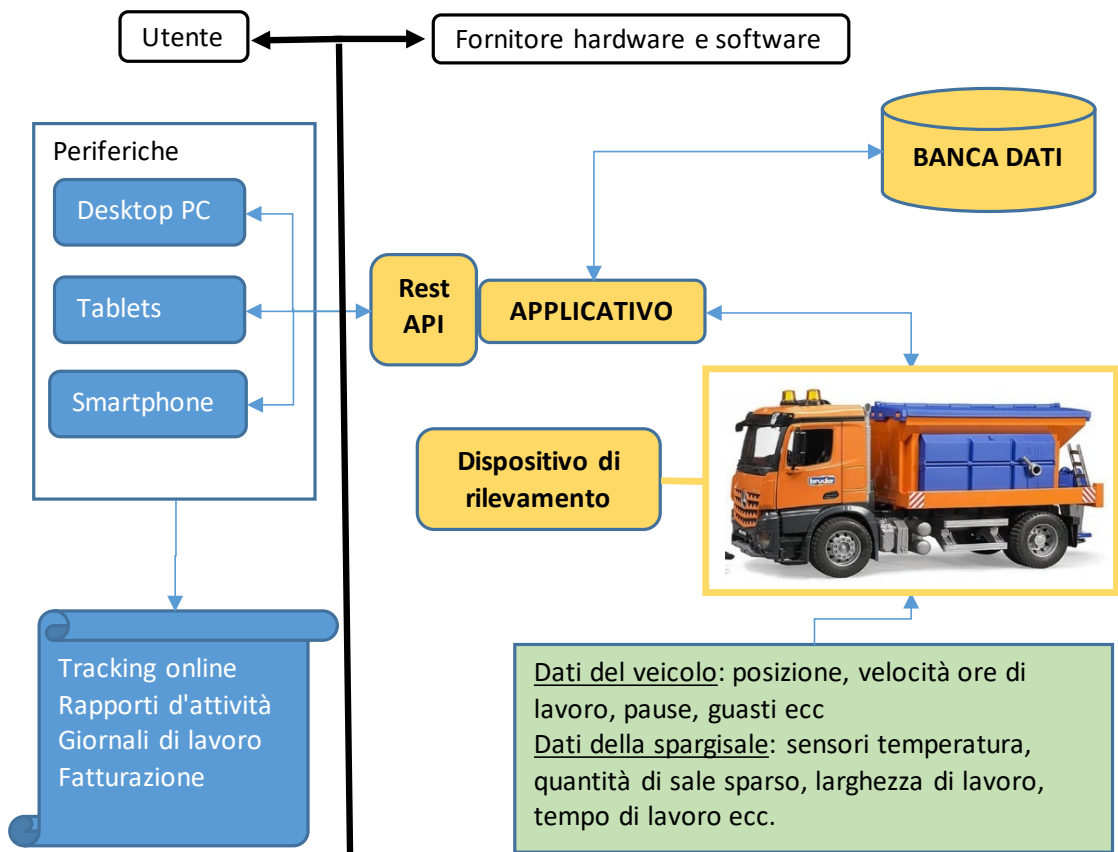 Utente
Fornitore hardware e software
Periferiche
Desktop PC
Tablets
Smartphone
BANCA DATI
Rest
API
APPLICATIVO
Dispositivo di
rilevamento
bruder
Tracking online
Rapporti d'attività
Giornali di lavoro
Fatturazione
Dati del veicolo: posizione, velocità ore di
lavoro, pause, guasti ecc
Dati della spargisale: sensori temperatura,
quantità di sale sparso, larghezza di lavoro,
tempo di lavoro ecc.